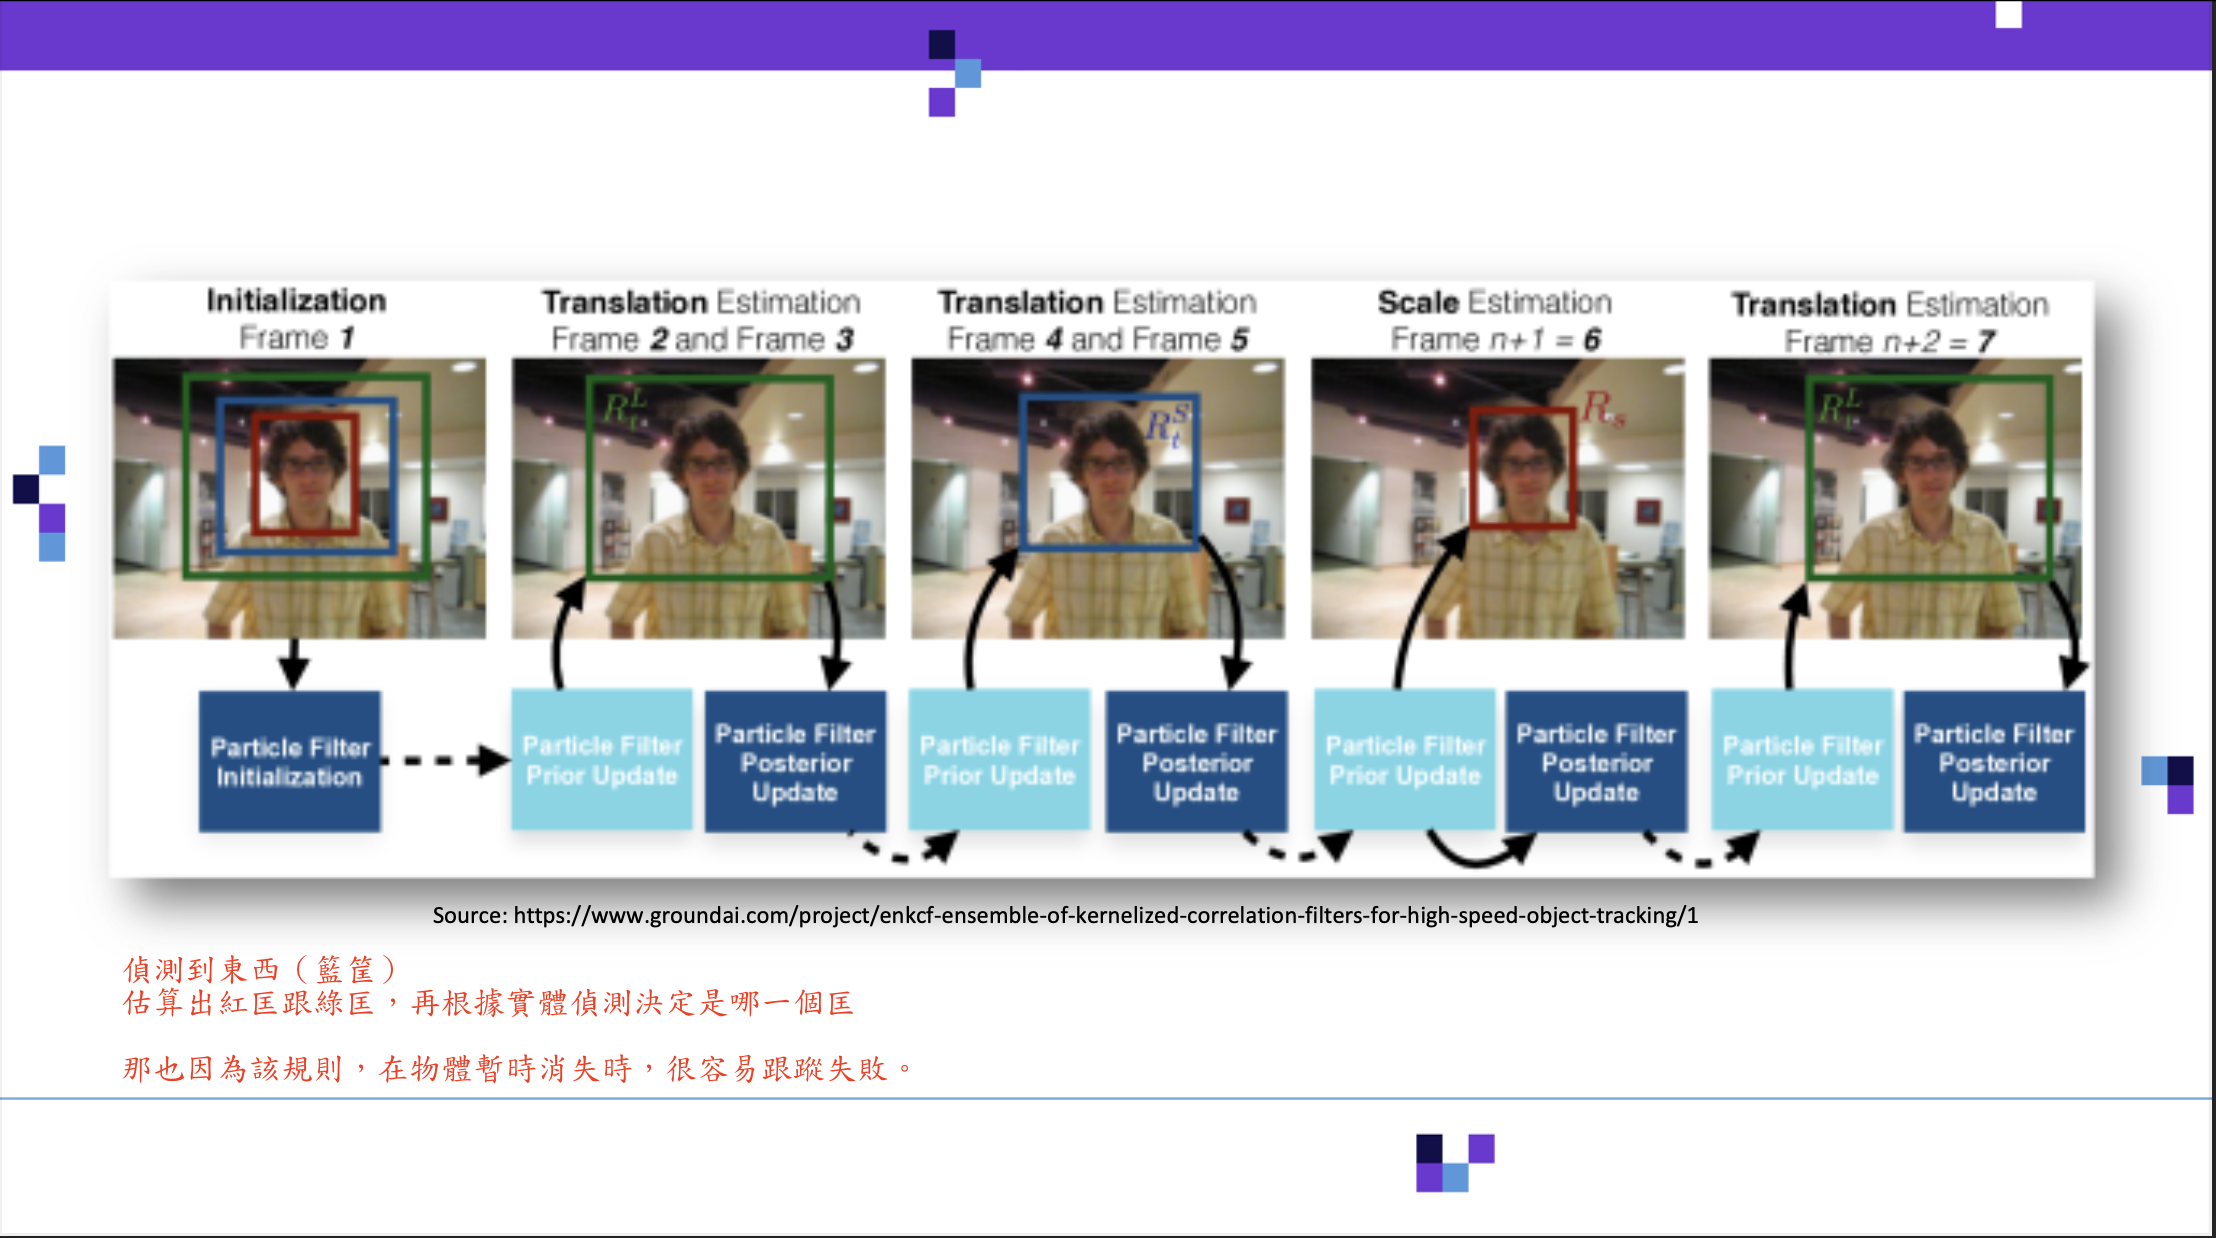 Initialization
Frame 1
Translation Estimation
Frame 2 and Frame 3
Translation Estimation
Frame 4 and Frame 5
Scale Estimation
Frame n+1 = 6
Translation Estimation
Frame n+2 = 7
R_t^L
R_t^S
R_s
R_t^L
Particle Filter
Initialization
Particle Filter
Prior Update
Particle Filter
Posterior
Update
Particle Filter
Prior Update
Particle Filter
Posterior
Update
Particle Filter
Prior Update
Particle Filter
Posterior
Update
Particle Filter
Prior Update
Particle Filter
Posterior
Update
Source: https://www.groundai.com/project/enkcf-ensemble-of-kernelized-correlation-filters-for-high-speed-object-tracking/1
偵測到東西（籃筐）
估算出紅匡跟綠匡，再根據實體偵測決定是哪一個匡
那也因為該規則，在物體暫時消失時，很容易跟蹤失敗。